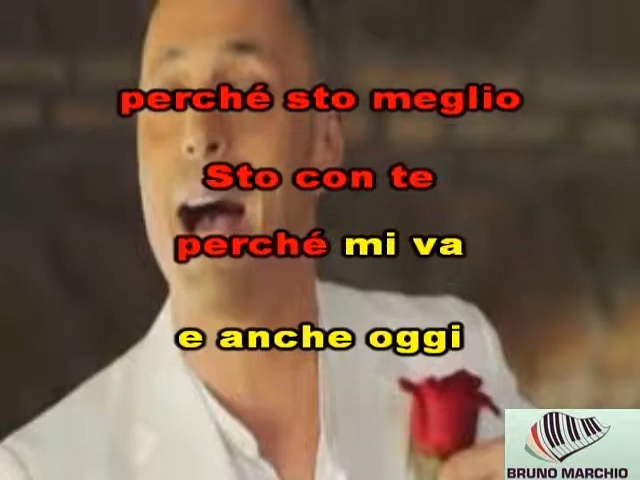 perché sto meglio
Sto con te
perché mi va
e anche oggi
BRUNO MARCHIO